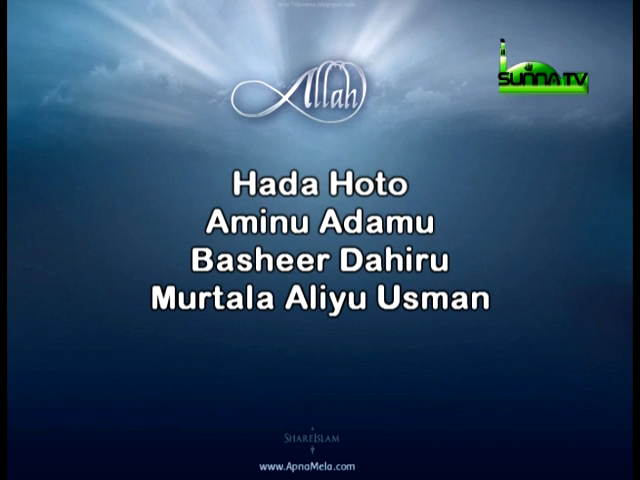 Allah
SUNNA TV
Hada Hoto
Aminu Adamu
Basheer Dahiru
Murtala Aliyu Usman
SHAREISLAM
www.ApnaMela.com